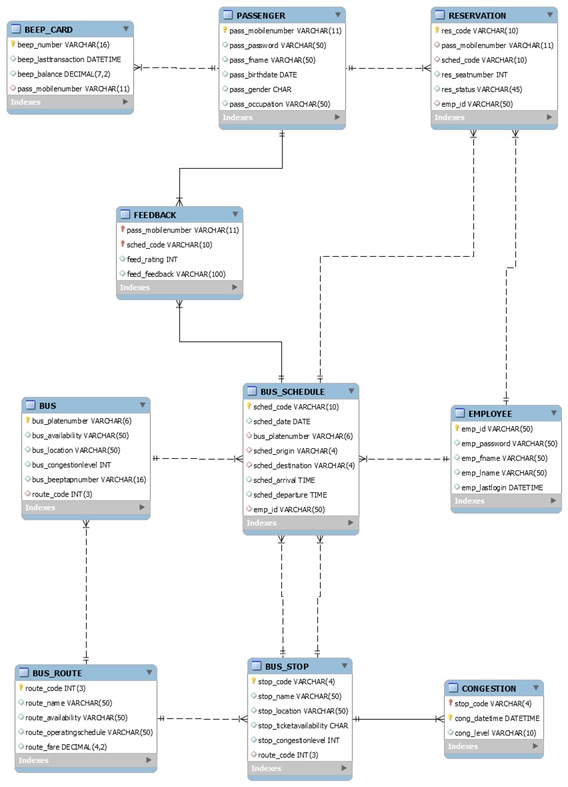 BEEP_CARD
beep_number VARCHAR(16)
beep_lasttransaction DATETIME
beep_balance DECIMAL(7,2)
pass_mobilenumber VARCHAR(11)
Indexes
PASSENGER
pass_mobilenumber VARCHAR(11)
pass_password VARCHAR(50)
pass_fname VARCHAR(50)
pass_birthdate DATE
pass_gender CHAR
pass_occupation VARCHAR(50)
Indexes
RESERVATION
res_code VARCHAR(10)
pass_mobilenumber VARCHAR(11)
sched_code VARCHAR(10)
res_seatnumber INT
res_status VARCHAR(45)
emp_id VARCHAR(50)
Indexes
FEEDBACK
pass_mobilenumber VARCHAR(11)
sched_code VARCHAR(10)
feed_rating INT
feed_feedback VARCHAR(100)
Indexes
BUS
bus_platenumber VARCHAR(6)
bus_availability VARCHAR(50)
bus_location VARCHAR(50)
bus_congestionlevel INT
bus_beeptapnumber VARCHAR(16)
route_code INT(3)
Indexes
BUS_SCHEDULE
sched_code VARCHAR(10)
sched_date DATE
bus_platenumber VARCHAR(6)
sched_origin VARCHAR(4)
sched_destination VARCHAR(4)
sched_arrival TIME
sched_departure TIME
emp_id VARCHAR(50)
Indexes
EMPLOYEE
emp_id VARCHAR(50)
emp_password VARCHAR(50)
emp_fname VARCHAR(50)
emp_lname VARCHAR(50)
emp_lastlogin DATETIME
Indexes
BUS_ROUTE
route_code INT(3)
route_name VARCHAR(50)
route_availability VARCHAR(50)
route_operatingschedule VARCHAR(50)
route_fare DECIMAL(4,2)
Indexes
BUS_STOP
stop_code VARCHAR(4)
stop_name VARCHAR(50)
stop_location VARCHAR(50)
stop_ticketavailability CHAR
stop_congestionlevel INT
route_code INT(3)
Indexes
CONGESTION
stop_code VARCHAR(4)
cong_datetime DATETIME
cong_level VARCHAR(10)
Indexes